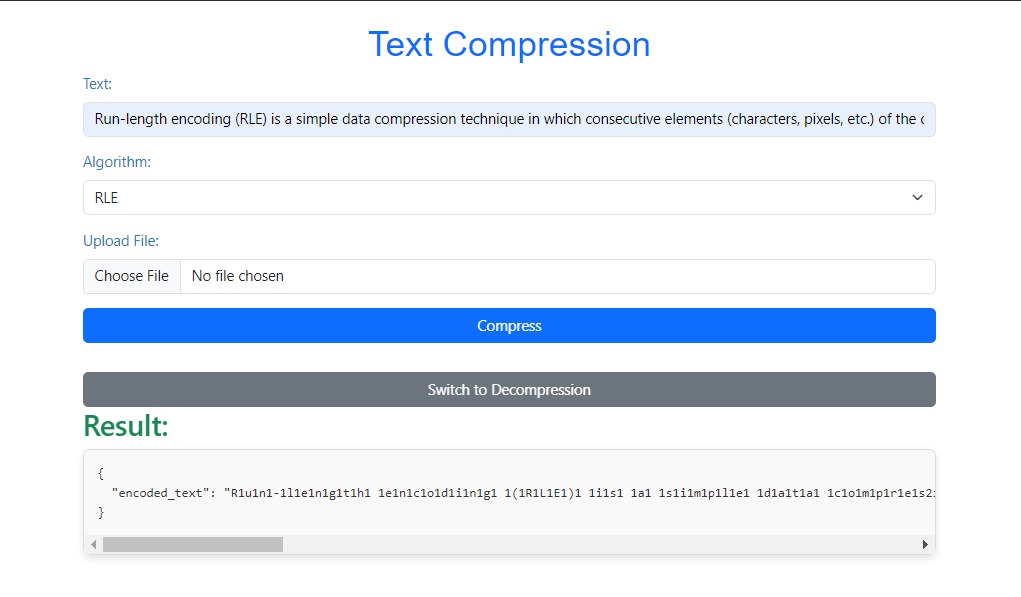 Text Compression
Text:
Run-length encoding (RLE) is a simple data compression technique in which consecutive elements (characters, pixels, etc.) of the
Algorithm:
RLE
Upload File:
Choose File No file chosen
Compress
Switch to Decompression
Result:
{
"encoded_text": "R1u1n1-1l1e1n1g1t1h1 1e1n1c1o1d1i1n1g1 1(1R1L1E1)1 1i1s1 1a1 1s1i1m1p1l1e1 1d1a1t1a1 1c1o1m1p1r1e1s2
}